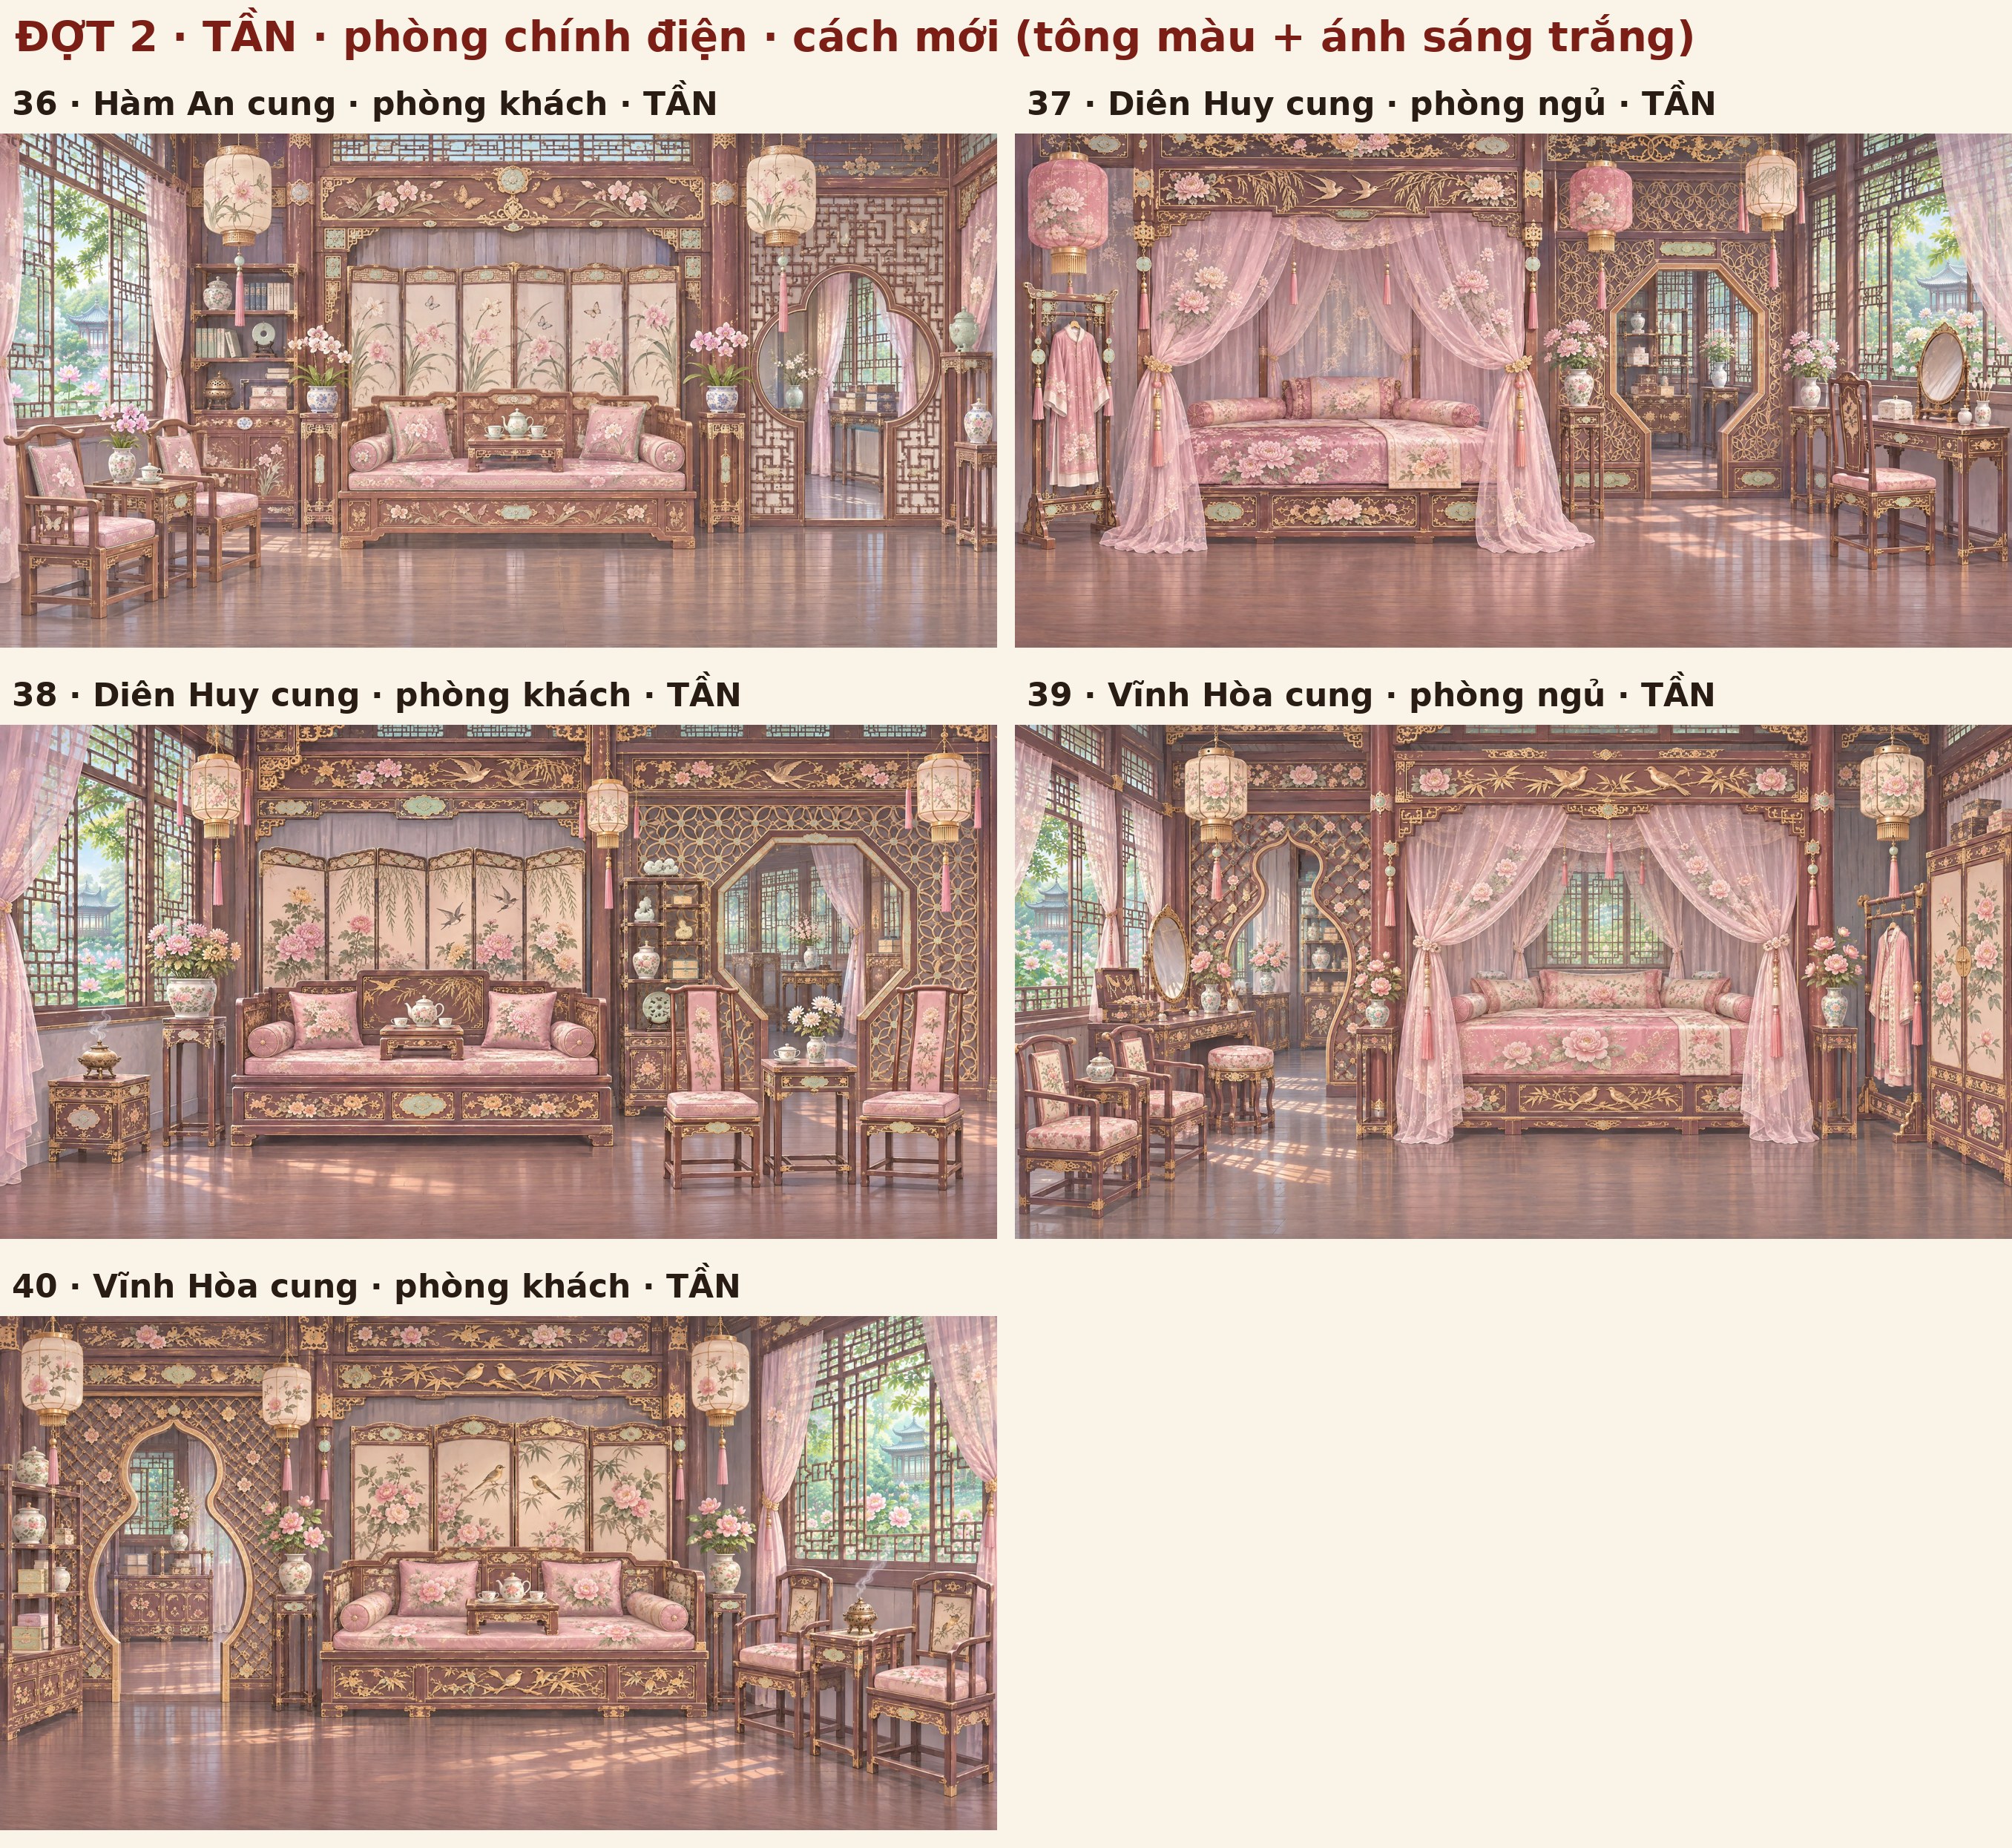 ĐỢT 2 · TẦN · phòng chính điện · cách mới (tông màu + ánh sáng trắng)
36 · Hàm An cung · phòng khách · TẦN
37 · Diên Huy cung · phòng ngủ · TẦN
38 · Diên Huy cung · phòng khách · TẦN
39 · Vĩnh Hòa cung · phòng ngủ · TẦN
40 · Vĩnh Hòa cung · phòng khách · TẦN